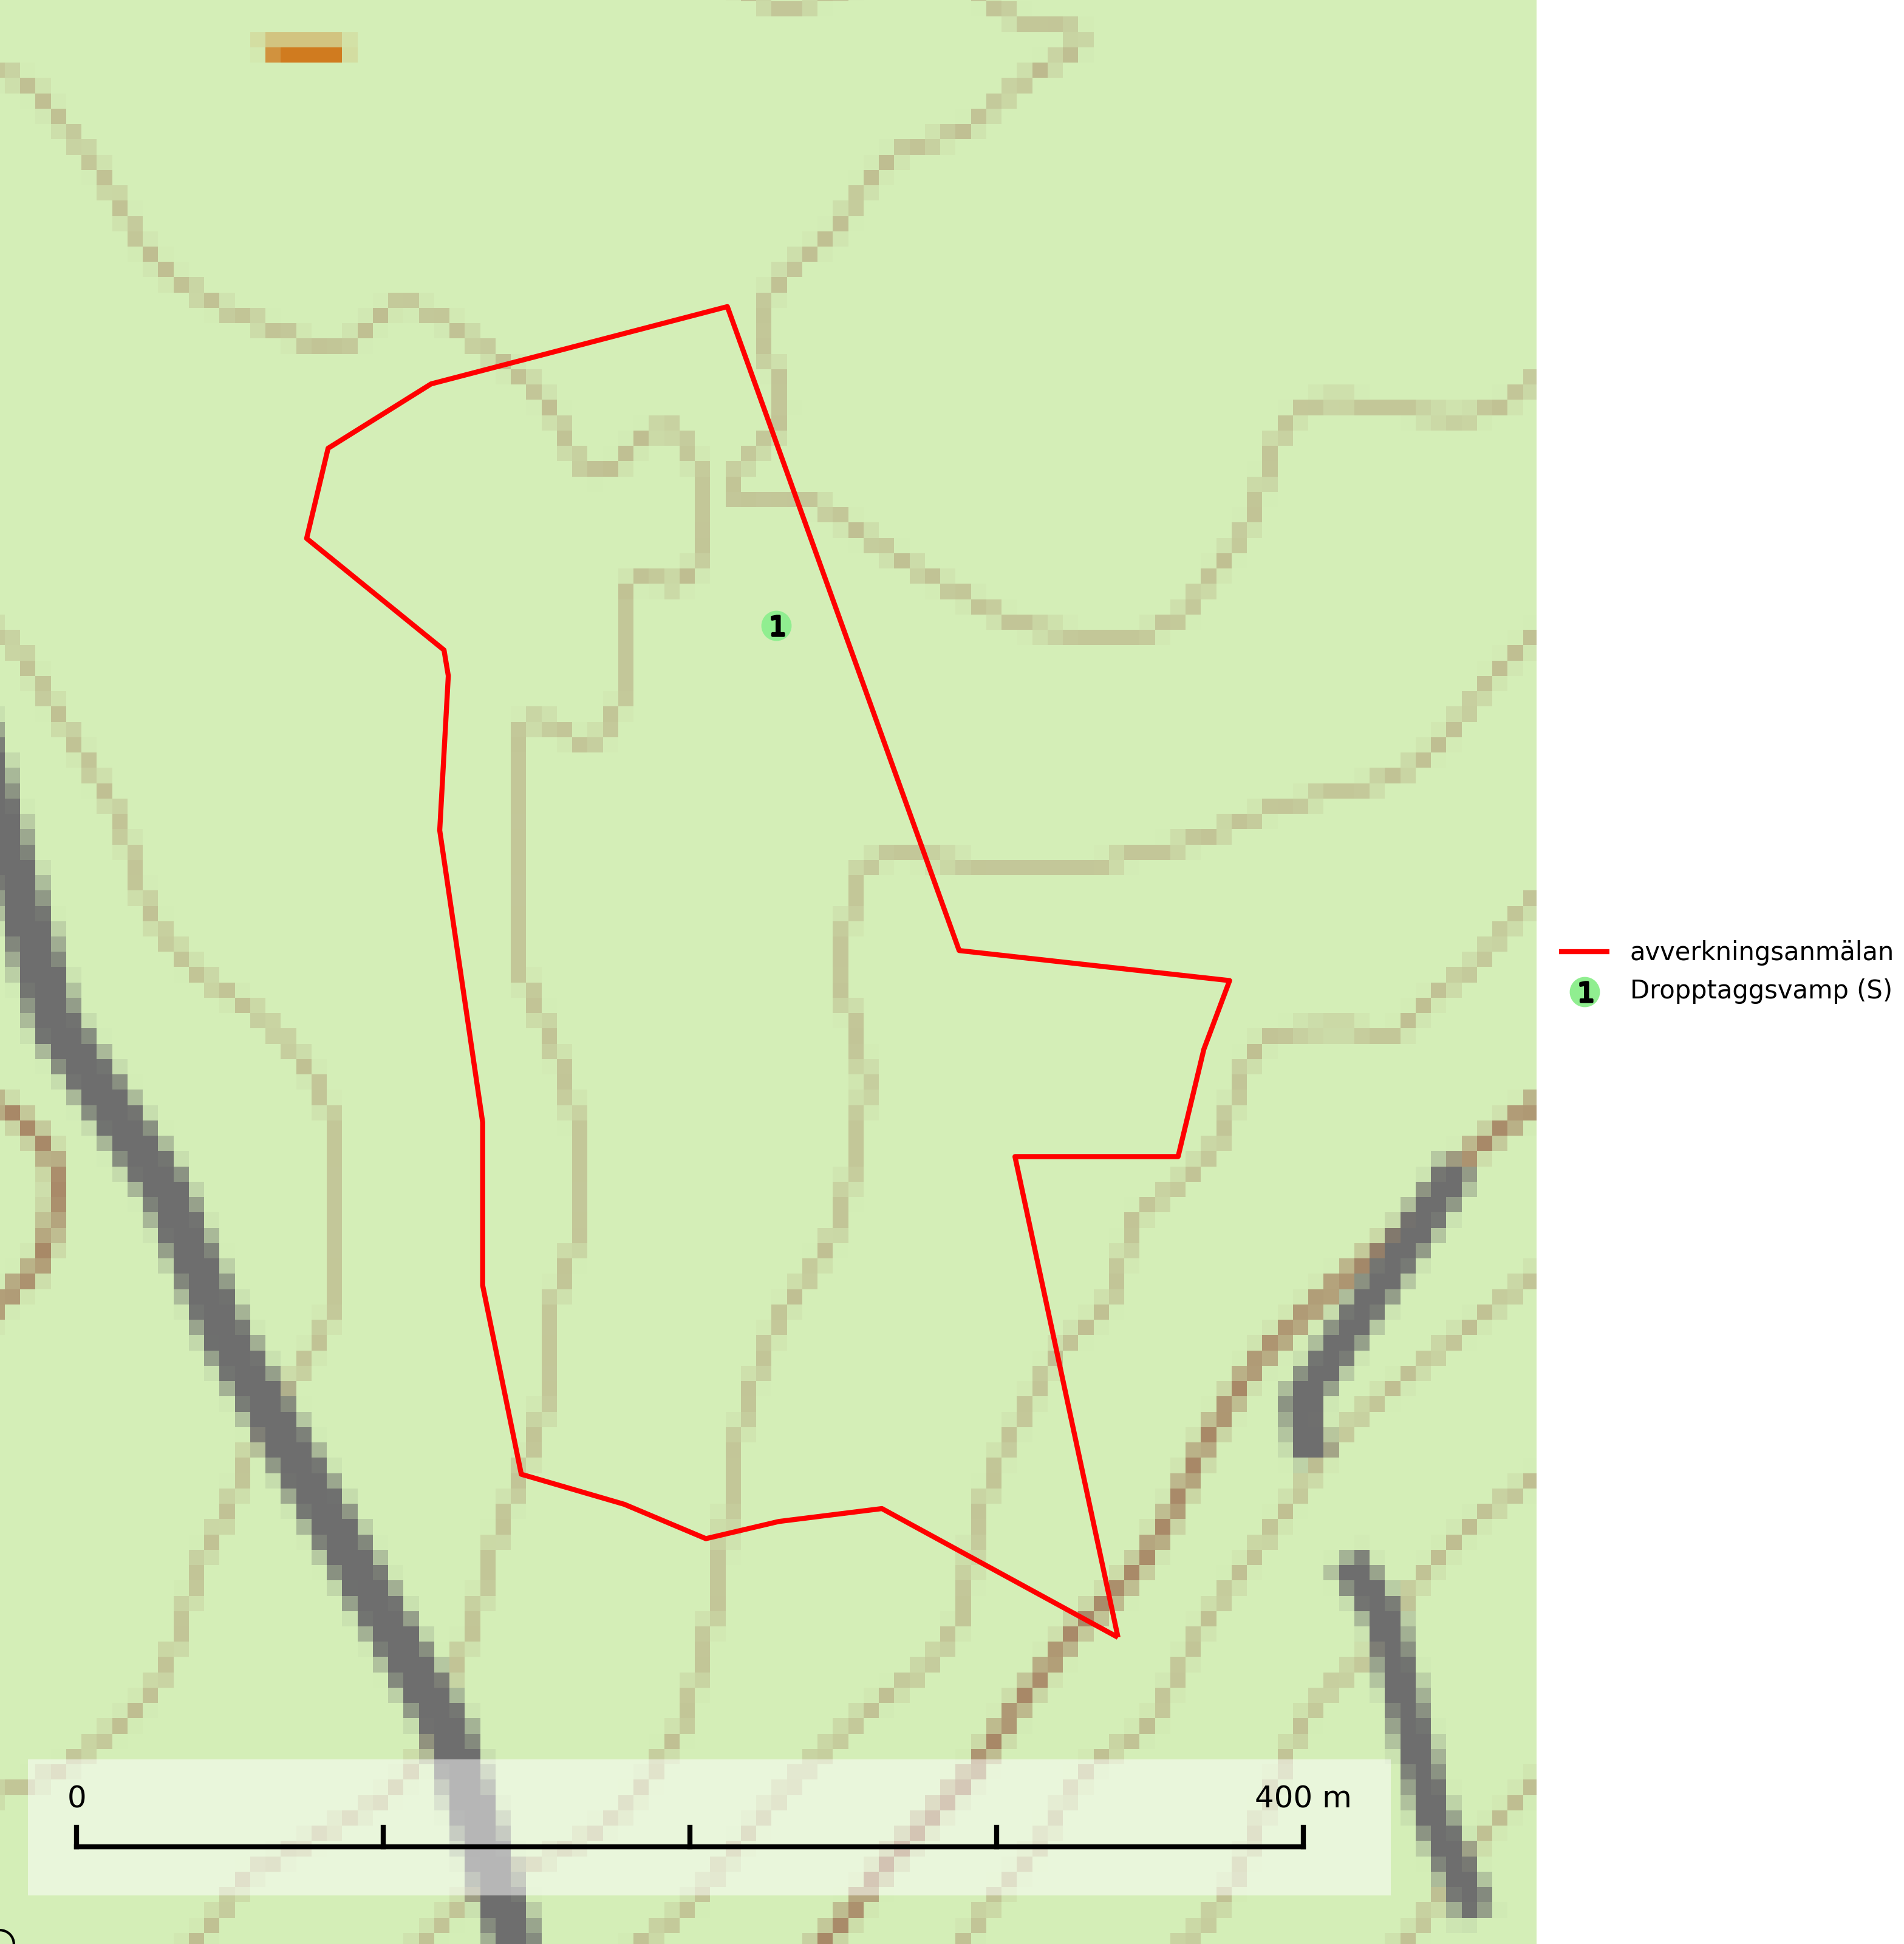 1
avverkningsanmälan
1 Dropptaggsvamp (S)
0 400 m